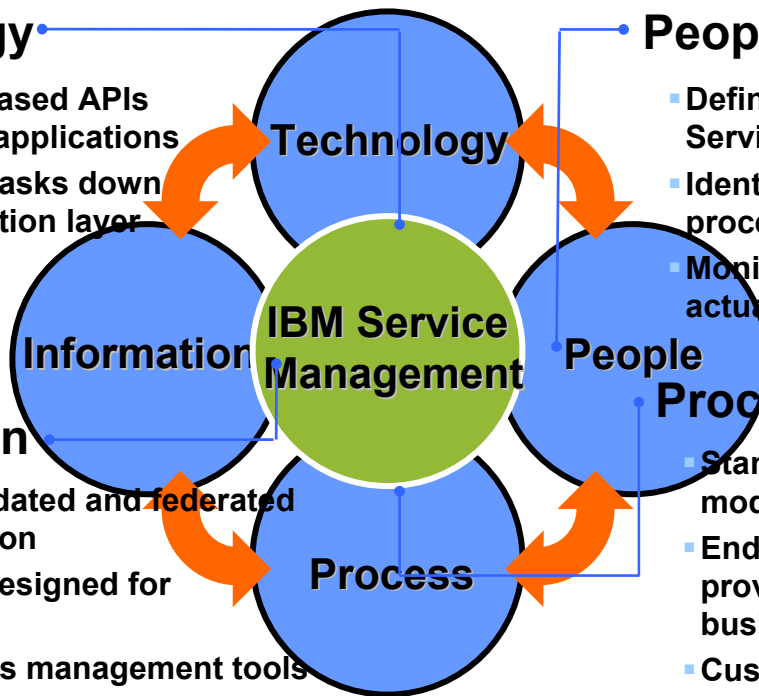 gy
ased APIs
applications
asks down
tion layer
Technology
Peop
Defin
Servi
Ident
proce
Moni
actua
Information
IBM Service
Management
People
n
dated and federated
on
esigned for
s management tools
Process
Proc
Stan
mod
End
prov
bus
Cus